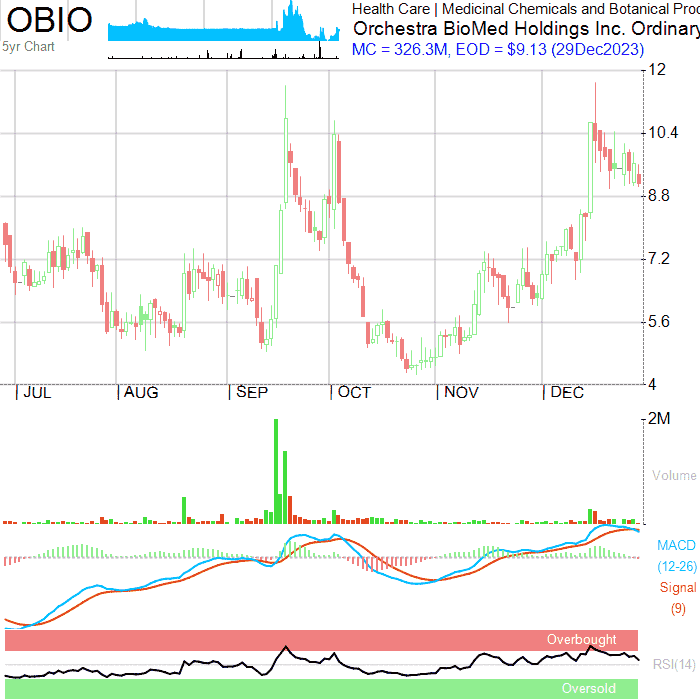 OBIO
5yr Chart
Health Care | Medicinal Chemicals and Botanical Proc
Orchestra BioMed Holdings Inc. Ordinary
MC = 326.3M, EOD = $9.13 (29Dec2023)
12
10.4
8.8
7.2
5.6
4
JUL AUG SEP OCT NOV DEC
2M
Volume
MACD
(12-26)
Signal
(9)
Overbought
RSI(14)
Oversold